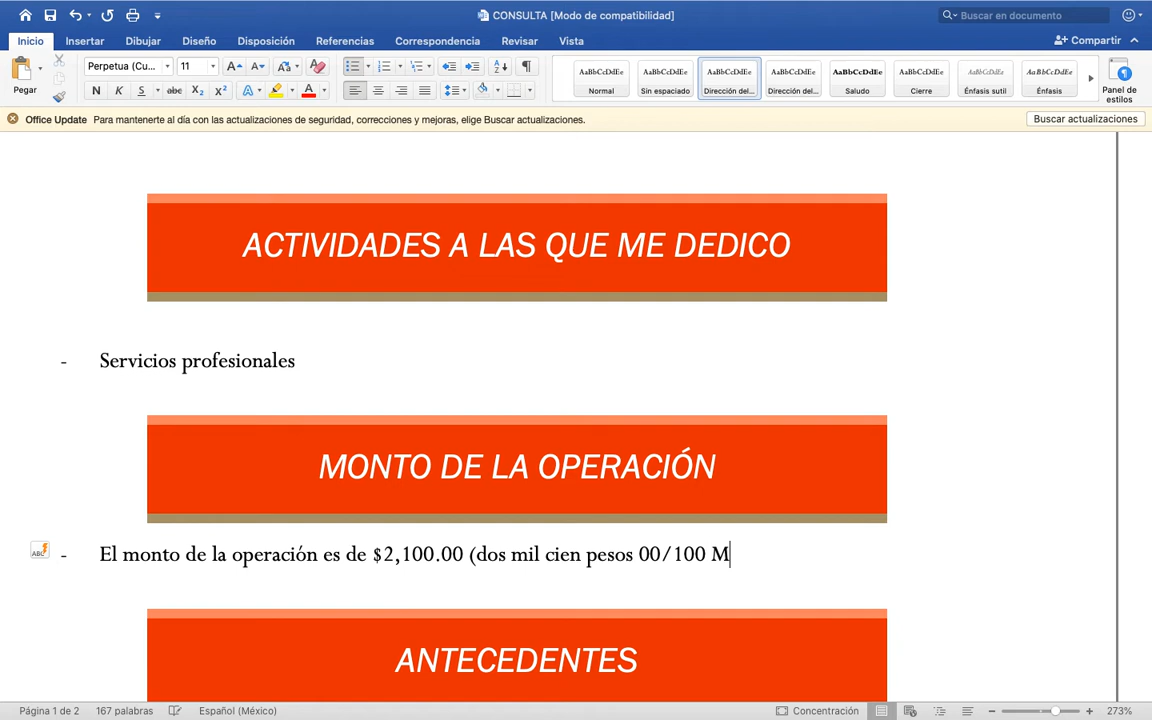 CONSULTA [Modo de compatibilidad]
Buscar en documento
Inicio Insertar Dibujar Diseño Disposición Referencias Correspondencia Revisar Vista
Compartir
Pegar
Perpetua (Cu... 11
N K S abc X₂ X² A A
AaBbCcDdEe AaBbCcDdEe AaBbCcDdEe AaBbCcDdEe AaBbCcDdE AaBbCcDdEe AaBbCcDdEe AaBbCcDdEe
Normal Sin espaciado Dirección del... Dirección del... Saludo Cierre Énfasis sutil Énfasis
Panel de
estilos
Office Update Para mantenerte al día con las actualizaciones de seguridad, correcciones y mejoras, elige Buscar actualizaciones.
Buscar actualizaciones
ACTIVIDADES A LAS QUE ME DEDICO
- Servicios profesionales
MONTO DE LA OPERACIÓN
- El monto de la operación es de $2,100.00 (dos mil cien pesos 00/100 M
ANTECEDENTES
Página 1 de 2 167 palabras Español (México) Concentración 273%